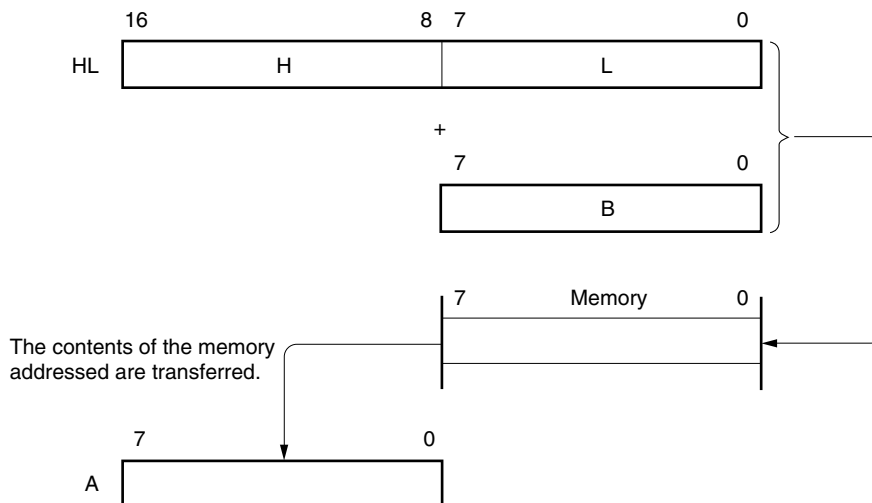 16 8 7 0
HL H L
+
7 0
B
7 Memory 0
The contents of the memory
addressed are transferred.
7 0
A